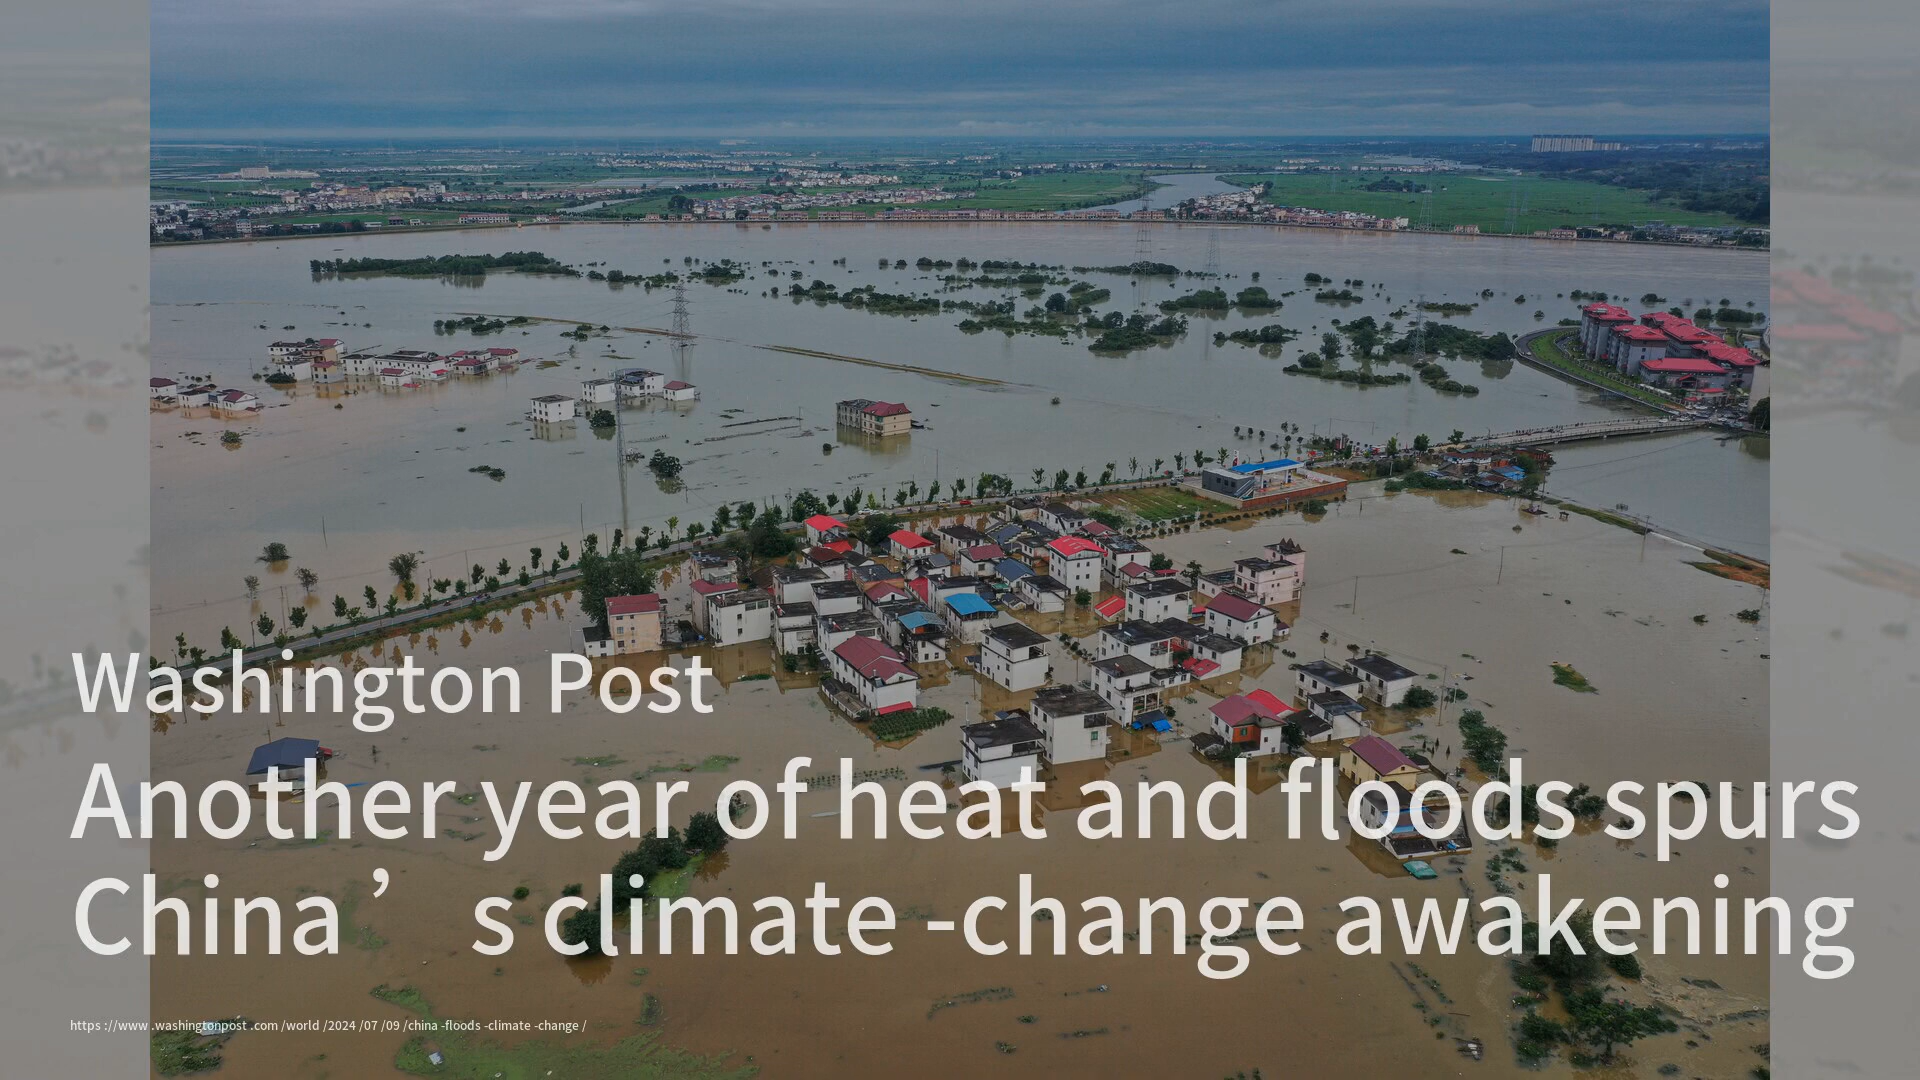 Washington Post
Another year of heat and floods spurs
China’s climate-change awakening
https://www.washingtonpost.com/world/2024/07/09/china-floods-climate-change/